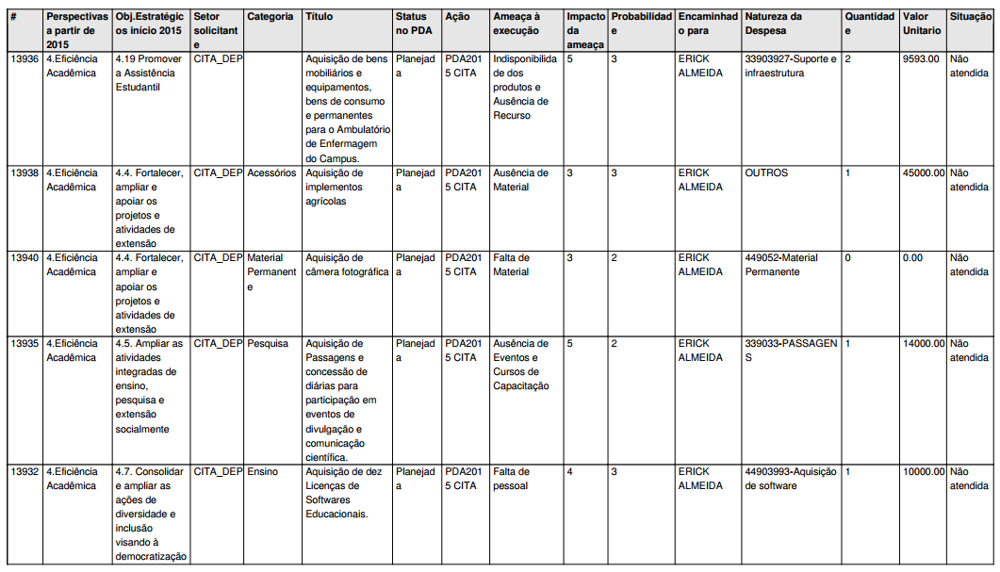 # Perspectivas a partir de 2015 Obj.Estratégicos início 2015 Setor solicitante Categoria Título Status no PDA Ação Ameaça à execução Impacto da ameaça Probabilidade Encaminhado para Natureza da Despesa Quantidade Valor Unitario Situação
13936 4.Eficiência Acadêmica 4.19 Promover a Assistência Estudantil CITA_DEP Aquisição de bens mobiliários e equipamentos, bens de consumo e permanentes para o Ambulatório de Enfermagem do Campus. Planejada PDA2015 CITA Indisponibilidade dos produtos e Ausência de Recurso 5 3 ERICK ALMEIDA 33903927-Suporte e infraestrutura 2 9593.00 Não atendida
13938 4.Eficiência Acadêmica 4.4. Fortalecer, ampliar e apoiar os projetos e atividades de extensão CITA_DEP Acessórios Aquisição de implementos agrícolas Planejada PDA2015 CITA Ausência de Material 3 3 ERICK ALMEIDA OUTROS 1 45000.00 Não atendida
13940 4.Eficiência Acadêmica 4.4. Fortalecer, ampliar e apoiar os projetos e atividades de extensão CITA_DEP Material Permanente Aquisição de câmera fotográfica Planejada PDA2015 CITA Falta de Material 3 2 ERICK ALMEIDA 449052-Material Permanente 0 0.00 Não atendida
13935 4.Eficiência Acadêmica 4.5. Ampliar as atividades integradas de ensino, pesquisa e extensão socialmente CITA_DEP Pesquisa Aquisição de Passagens e concessão de diárias para participação em eventos de divulgação e comunicação científica. Planejada PDA2015 CITA Ausência de Eventos e Cursos de Capacitação 5 2 ERICK ALMEIDA 339033-PASSAGENS 1 14000.00 Não atendida
13932 4.Eficiência Acadêmica 4.7. Consolidar e ampliar as ações de diversidade e inclusão visando à democratização CITA_DEP Ensino Aquisição de dez Licenças de Softwares Educacionais. Planejada PDA2015 CITA Falta de pessoal 4 3 ERICK ALMEIDA 44903993-Aquisição de software 1 10000.00 Não atendida